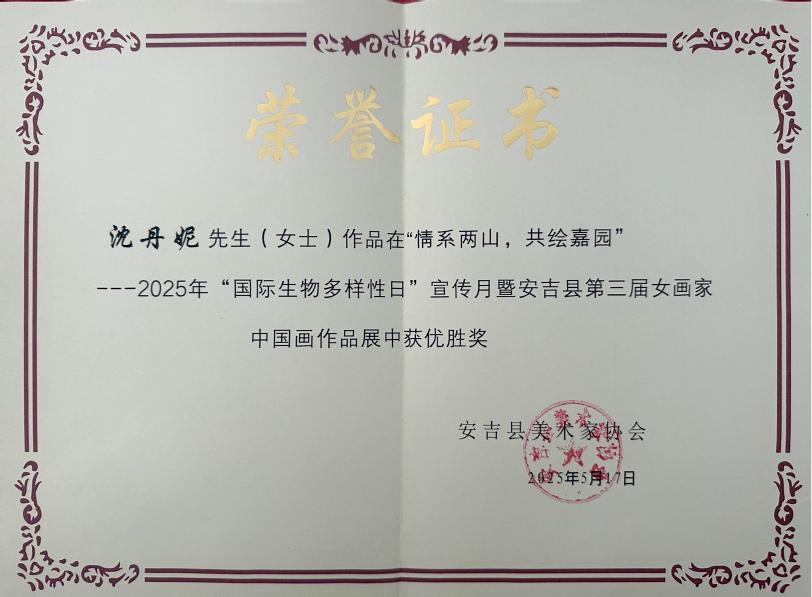 荣誉证书
沈丹妮先生(女士)作品在“情系两山，共绘嘉园”
---2025年“国际生物多样性日”宣传月暨安吉县第三届女画家
中国画作品展中获优胜奖
安吉县美术家协会
2025年5月17日